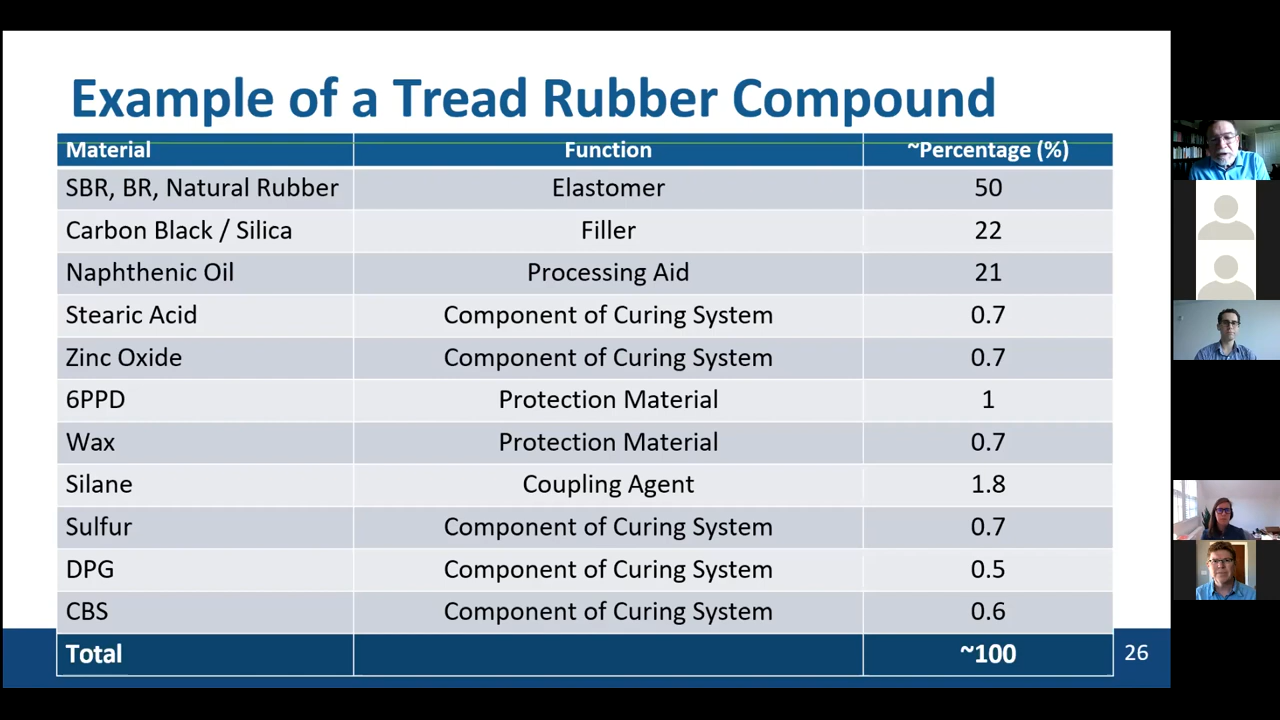 Example of a Tread Rubber Compound
Material Function ~Percentage (%)
SBR, BR, Natural Rubber Elastomer 50
Carbon Black / Silica Filler 22
Naphthenic Oil Processing Aid 21
Stearic Acid Component of Curing System 0.7
Zinc Oxide Component of Curing System 0.7
6PPD Protection Material 1
Wax Protection Material 0.7
Silane Coupling Agent 1.8
Sulfur Component of Curing System 0.7
DPG Component of Curing System 0.5
CBS Component of Curing System 0.6
Total ~100
26